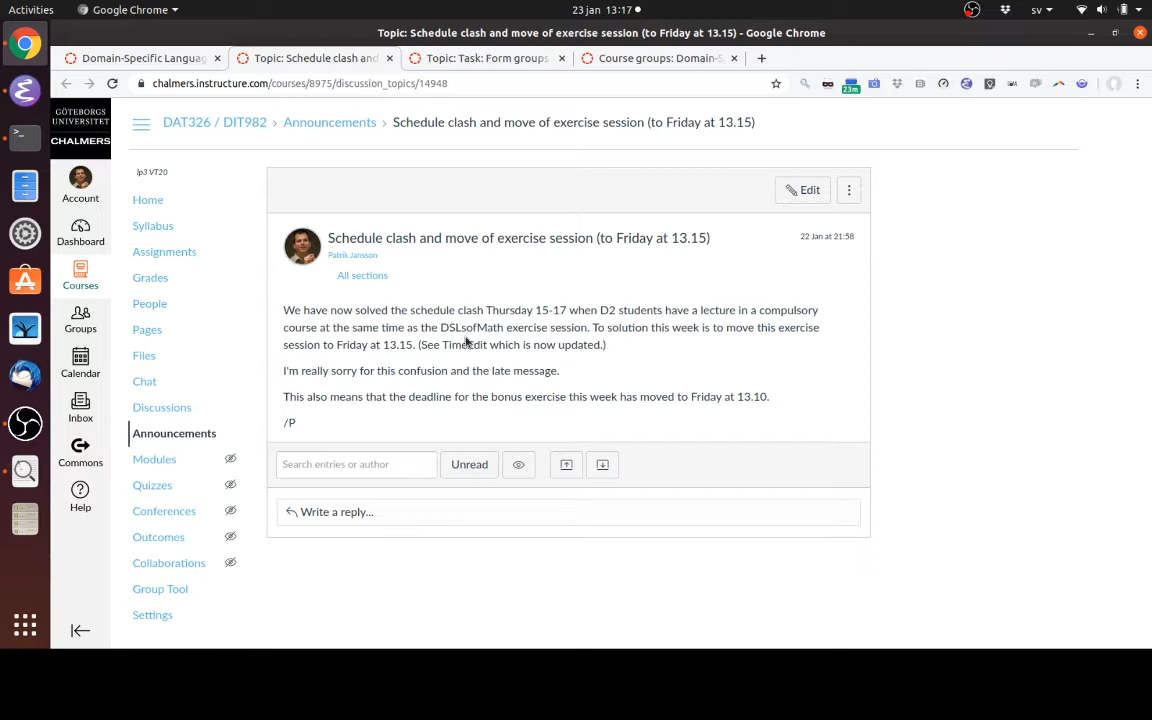 Activities
Google Chrome
23 jan 13:17
sv
Topic: Schedule clash and move of exercise session (to Friday at 13.15) - Google Chrome
Domain-Specific Languag
Topic: Schedule clash and
Topic: Task: Form groups
Course groups: Domain-S
chalmers.instructure.com/courses/8975/discussion_topics/14948
23m
GÖTEBORGS
UNIVERSITET
CHALMERS
Account
Dashboard
Courses
Groups
Calendar
Inbox
Commons
Help
DAT326 / DIT982 › Announcements › Schedule clash and move of exercise session (to Friday at 13.15)
lp3 VT20
Home
Syllabus
Assignments
Grades
People
Pages
Files
Chat
Discussions
Announcements
Modules
Quizzes
Conferences
Outcomes
Collaborations
Group Tool
Settings
Edit
Schedule clash and move of exercise session (to Friday at 13.15)
22 Jan at 21:58
Patrik Jansson
All sections
We have now solved the schedule clash Thursday 15-17 when D2 students have a lecture in a compulsory
course at the same time as the DSLsofMath exercise session. To solution this week is to move this exercise
session to Friday at 13.15. (See TimeEdit which is now updated.)
I'm really sorry for this confusion and the late message.
This also means that the deadline for the bonus exercise this week has moved to Friday at 13.10.
/P
Search entries or author
Unread
Write a reply...